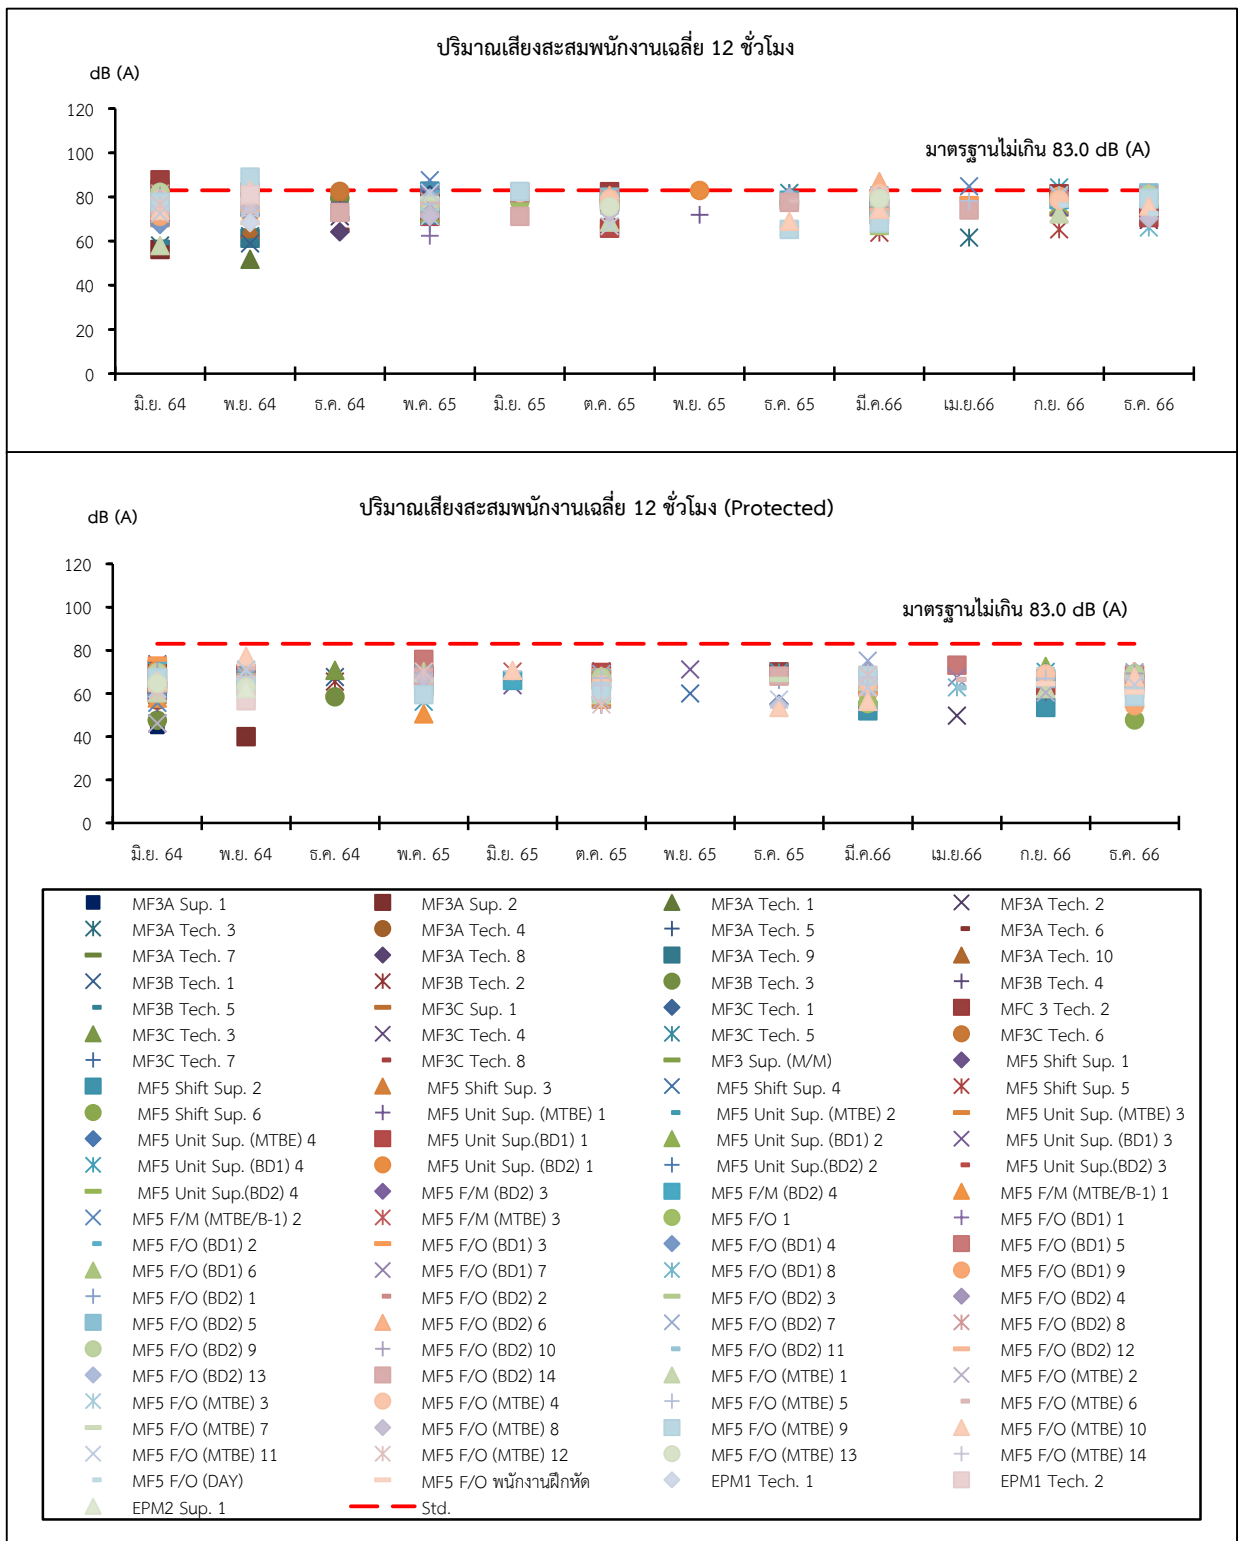 ปริมาณเสียงสะสมพนักงานเฉลี่ย 12 ชั่วโมง
dB (A)
มาตรฐานไม่เกิน 83.0 dB (A)
120
100
80
60
40
20
0
มิ.ย. 64 พ.ย. 64 ธ.ค. 64 พ.ค. 65 มิ.ย. 65 ต.ค. 65 พ.ย. 65 ธ.ค. 65 มี.ค.66 เม.ย.66 ก.ย. 66 ธ.ค. 66
ปริมาณเสียงสะสมพนักงานเฉลี่ย 12 ชั่วโมง (Protected)
dB (A)
มาตรฐานไม่เกิน 83.0 dB (A)
120
100
80
60
40
20
0
มิ.ย. 64 พ.ย. 64 ธ.ค. 64 พ.ค. 65 มิ.ย. 65 ต.ค. 65 พ.ย. 65 ธ.ค. 65 มี.ค.66 เม.ย.66 ก.ย. 66 ธ.ค. 66
MF3A Sup. 1 MF3A Sup. 2 MF3A Tech. 1 MF3A Tech. 2
MF3A Tech. 3 MF3A Tech. 4 MF3A Tech. 5 MF3A Tech. 6
MF3A Tech. 7 MF3A Tech. 8 MF3A Tech. 9 MF3A Tech. 10
MF3B Tech. 1 MF3B Tech. 2 MF3B Tech. 3 MF3B Tech. 4
MF3B Tech. 5 MF3C Sup. 1 MF3C Tech. 1 MFC 3 Tech. 2
MF3C Tech. 3 MF3C Tech. 4 MF3C Tech. 5 MF3C Tech. 6
MF3C Tech. 7 MF3C Tech. 8 MF3 Sup. (M/M) MF5 Shift Sup. 1
MF5 Shift Sup. 2 MF5 Shift Sup. 3 MF5 Shift Sup. 4 MF5 Shift Sup. 5
MF5 Shift Sup. 6 MF5 Unit Sup. (MTBE) 1 MF5 Unit Sup. (MTBE) 2 MF5 Unit Sup. (MTBE) 3
MF5 Unit Sup. (MTBE) 4 MF5 Unit Sup.(BD1) 1 MF5 Unit Sup. (BD1) 2 MF5 Unit Sup. (BD1) 3
MF5 Unit Sup. (BD1) 4 MF5 Unit Sup. (BD2) 1 MF5 Unit Sup.(BD2) 2 MF5 Unit Sup.(BD2) 3
MF5 Unit Sup.(BD2) 4 MF5 F/M (BD2) 3 MF5 F/M (BD2) 4 MF5 F/M (MTBE/B-1) 1
MF5 F/M (MTBE/B-1) 2 MF5 F/M (MTBE) 3 MF5 F/O 1 MF5 F/O (BD1) 1
MF5 F/O (BD1) 2 MF5 F/O (BD1) 3 MF5 F/O (BD1) 4 MF5 F/O (BD1) 5
MF5 F/O (BD1) 6 MF5 F/O (BD1) 7 MF5 F/O (BD1) 8 MF5 F/O (BD1) 9
MF5 F/O (BD2) 1 MF5 F/O (BD2) 2 MF5 F/O (BD2) 3 MF5 F/O (BD2) 4
MF5 F/O (BD2) 5 MF5 F/O (BD2) 6 MF5 F/O (BD2) 7 MF5 F/O (BD2) 8
MF5 F/O (BD2) 9 MF5 F/O (BD2) 10 MF5 F/O (BD2) 11 MF5 F/O (BD2) 12
MF5 F/O (BD2) 13 MF5 F/O (BD2) 14 MF5 F/O (MTBE) 1 MF5 F/O (MTBE) 2
MF5 F/O (MTBE) 3 MF5 F/O (MTBE) 4 MF5 F/O (MTBE) 5 MF5 F/O (MTBE) 6
MF5 F/O (MTBE) 7 MF5 F/O (MTBE) 8 MF5 F/O (MTBE) 9 MF5 F/O (MTBE) 10
MF5 F/O (MTBE) 11 MF5 F/O (MTBE) 12 MF5 F/O (MTBE) 13 MF5 F/O (MTBE) 14
MF5 F/O (DAY) MF5 F/O พนักงานฝึกหัด EPM1 Tech. 1 EPM1 Tech. 2
EPM2 Sup. 1 Std.